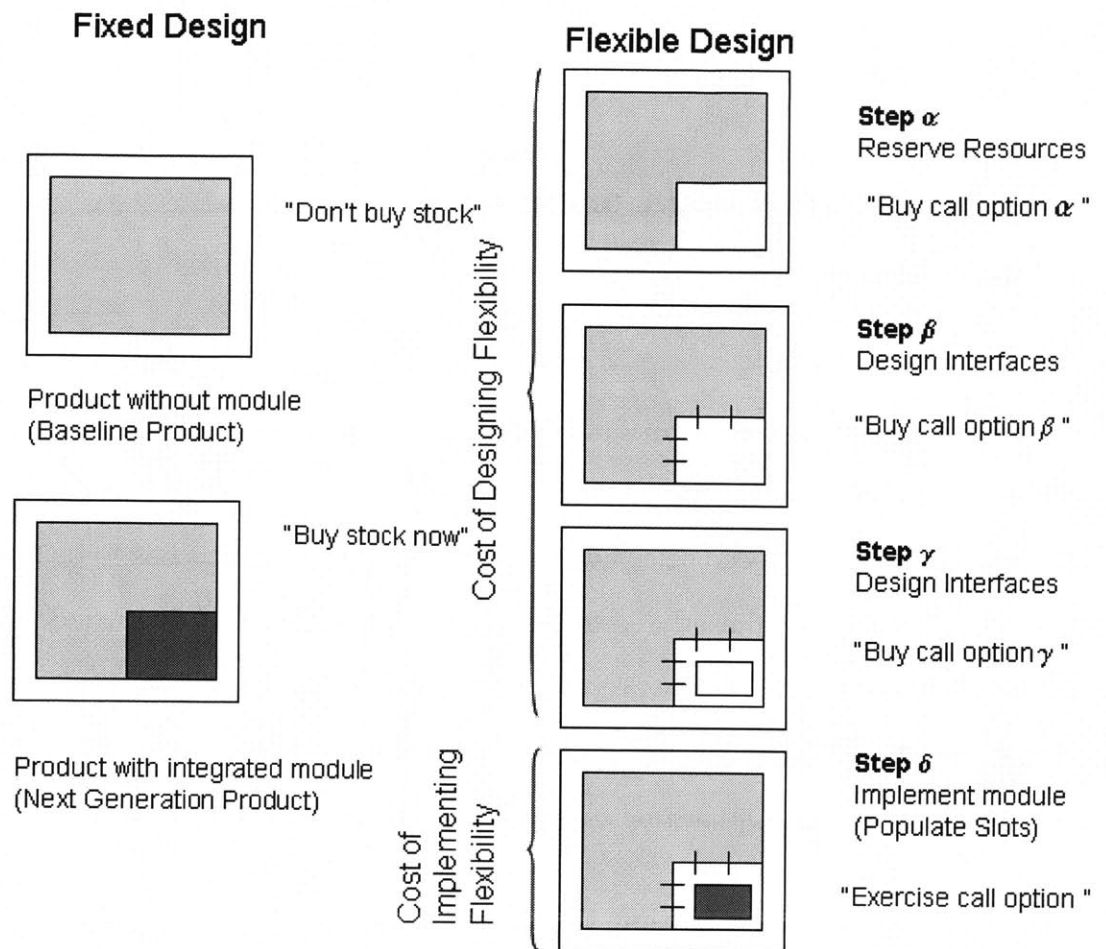 Fixed Design
"Don't buy stock"
Product without module
(Baseline Product)
"Buy stock now"
Product with integrated module
(Next Generation Product)
Flexible Design
Cost of Designing Flexibility
Step α
Reserve Resources
"Buy call option α "
Step β
Design Interfaces
"Buy call option β "
Step γ
Design Interfaces
"Buy call option γ "
Cost of
Implementing
Flexibility
Step δ
Implement module
(Populate Slots)
"Exercise call option "